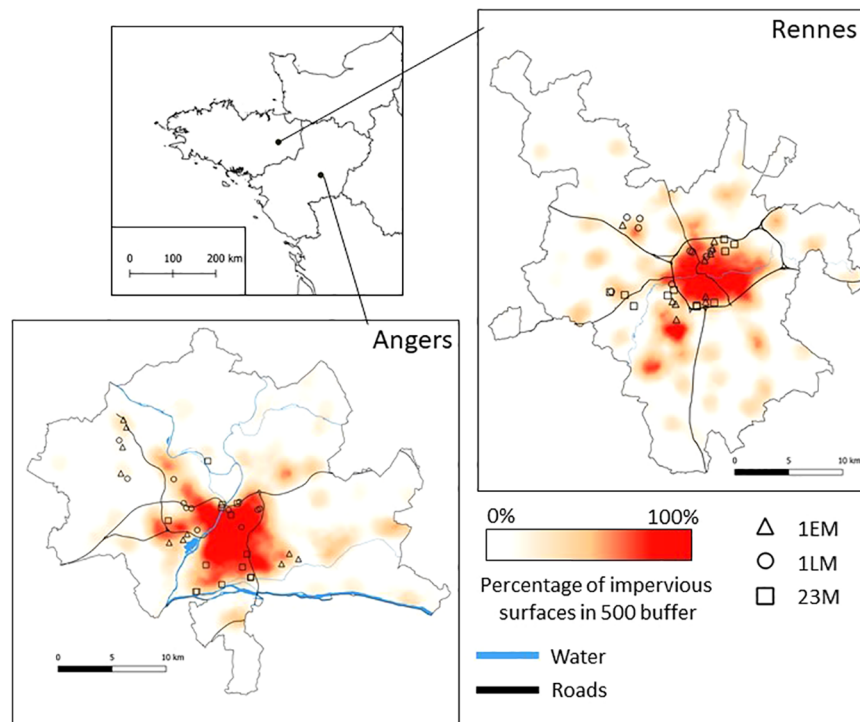 Rennes
0 100 200 km
Angers
0 5 10 km
0 5 10 km
0% 100%
Percentage of impervious
surfaces in 500 buffer
Water
Roads
1EM
1LM
23M